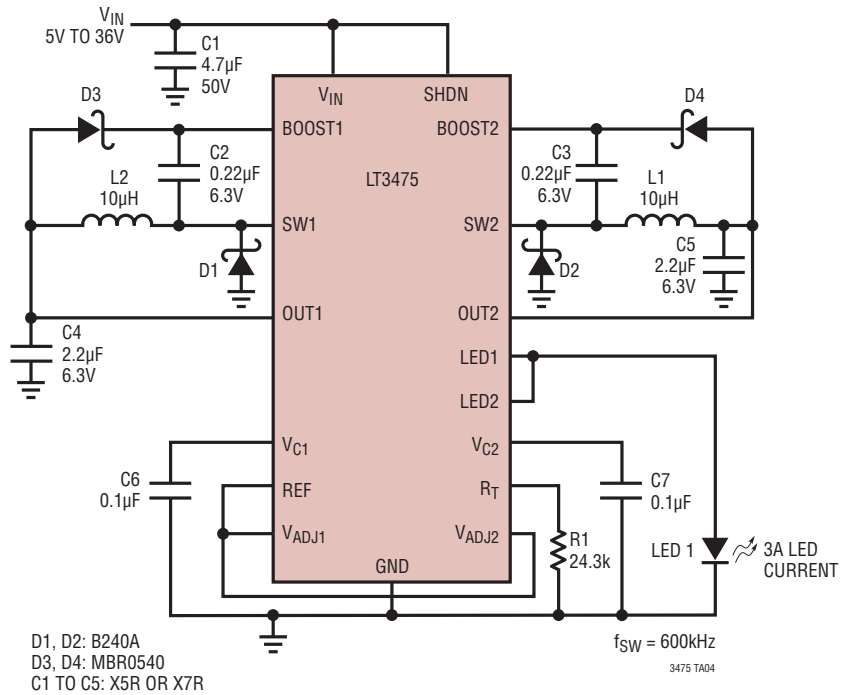 VIN
5V TO 36V
C1
4.7µF
50V
D3
VIN
SHDN
D4
BOOST1
BOOST2
C2
0.22µF
6.3V
C3
0.22µF
6.3V
LT3475
L2
10µH
L1
10µH
SW1
SW2
D1
D2
C5
2.2µF
6.3V
OUT1
OUT2
C4
2.2µF
6.3V
LED1
LED2
VC1
VC2
C6
0.1µF
C7
0.1µF
REF
RT
VADJ1
VADJ2
R1
24.3k
LED 1
3A LED
CURRENT
GND
D1, D2: B240A
D3, D4: MBR0540
C1 TO C5: X5R OR X7R
fSW = 600kHz
3475 TA04